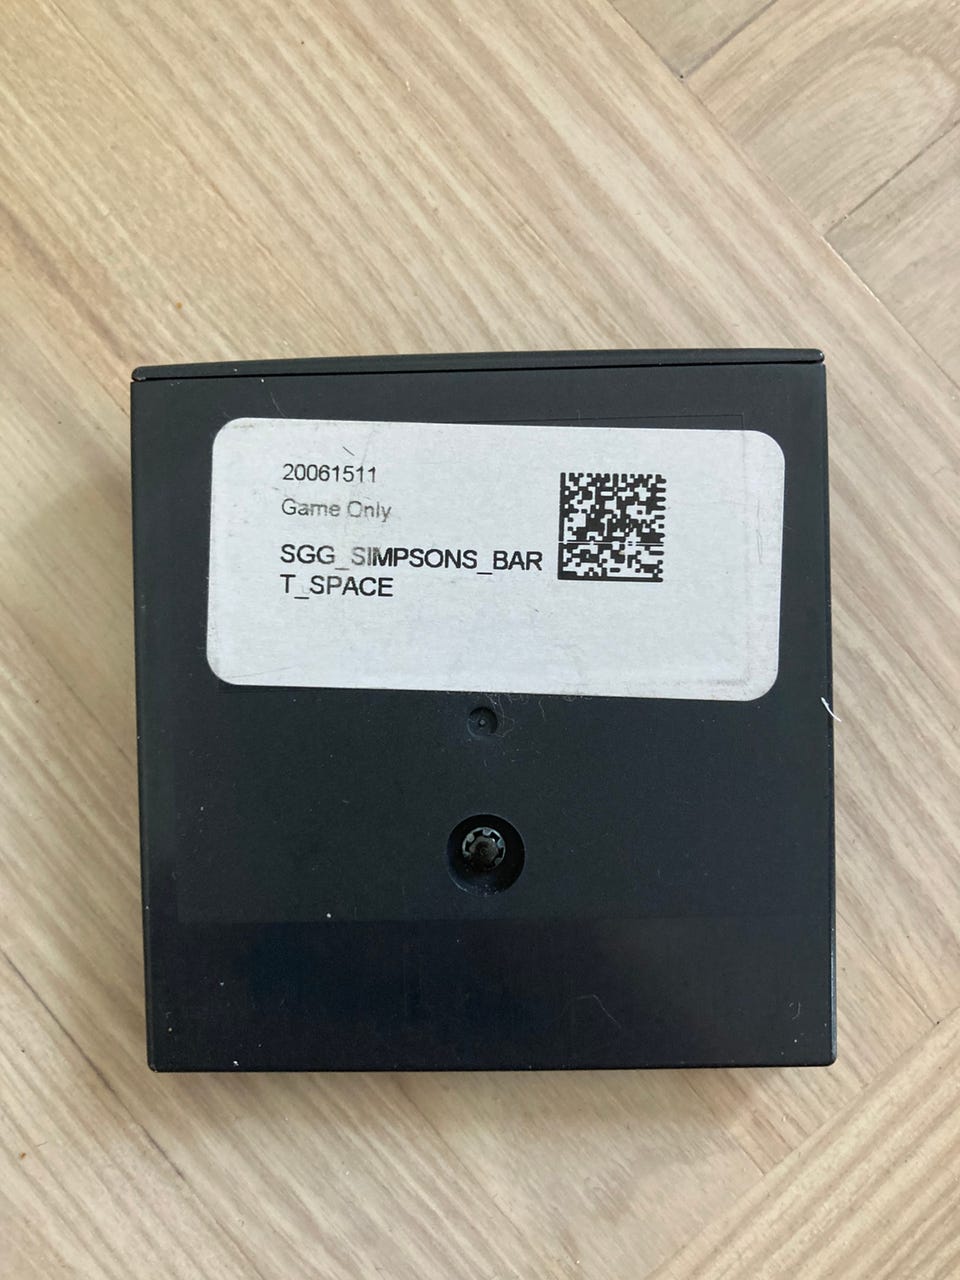 20061511
Game Only
SGG_SIMPSONS_BAR
T_SPACE